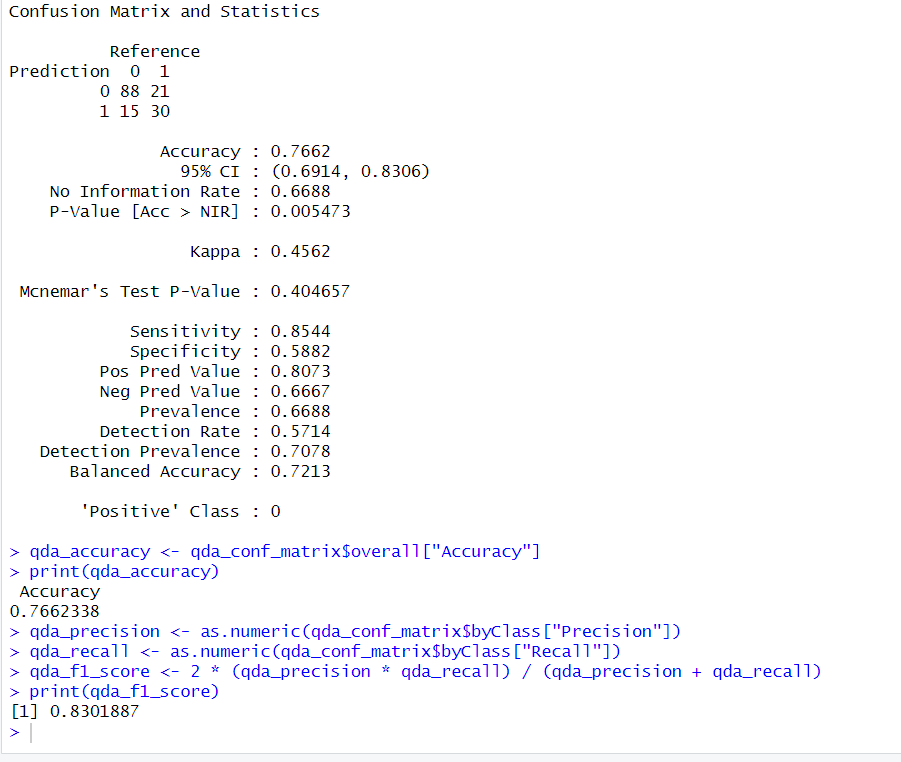 Confusion Matrix and Statistics
Reference
Prediction 0 1
0 88 21
1 15 30
Accuracy : 0.7662
95% CI : (0.6914, 0.8306)
No Information Rate : 0.6688
P-Value [Acc > NIR] : 0.005473
Kappa : 0.4562
Mcnemar's Test P-Value : 0.404657
Sensitivity : 0.8544
Specificity : 0.5882
Pos Pred Value : 0.8073
Neg Pred Value : 0.6667
Prevalence : 0.6688
Detection Rate : 0.5714
Detection Prevalence : 0.7078
Balanced Accuracy : 0.7213
'Positive' Class : 0
> qda_accuracy <- qda_conf_matrix$overall["Accuracy"]
> print(qda_accuracy)
Accuracy
0.7662338
> qda_precision <- as.numeric(qda_conf_matrix$byClass["Precision"])
> qda_recall <- as.numeric(qda_conf_matrix$byClass["Recall"])
> qda_f1_score <- 2 * (qda_precision * qda_recall) / (qda_precision + qda_recall)
> print(qda_f1_score)
[1] 0.8301887
>